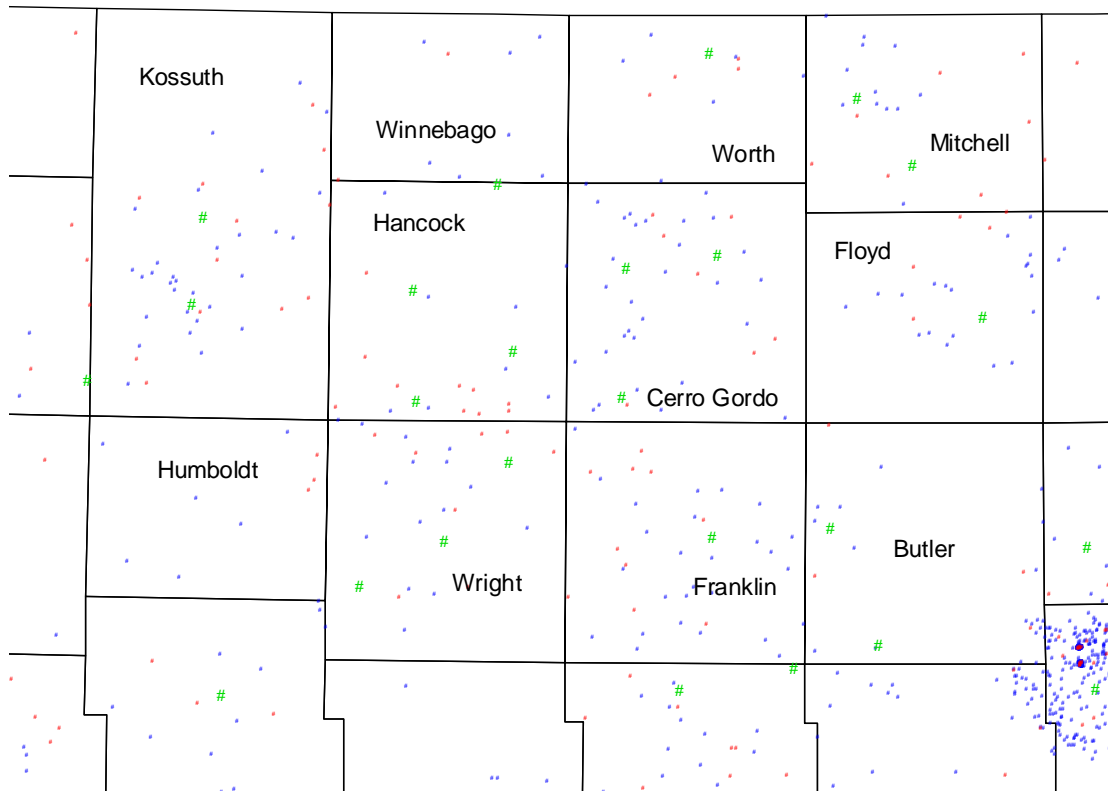 Kossuth
Winnebago
Worth
Mitchell
Hancock
Floyd
Cerro Gordo
Humboldt
Wright
Franklin
Butler